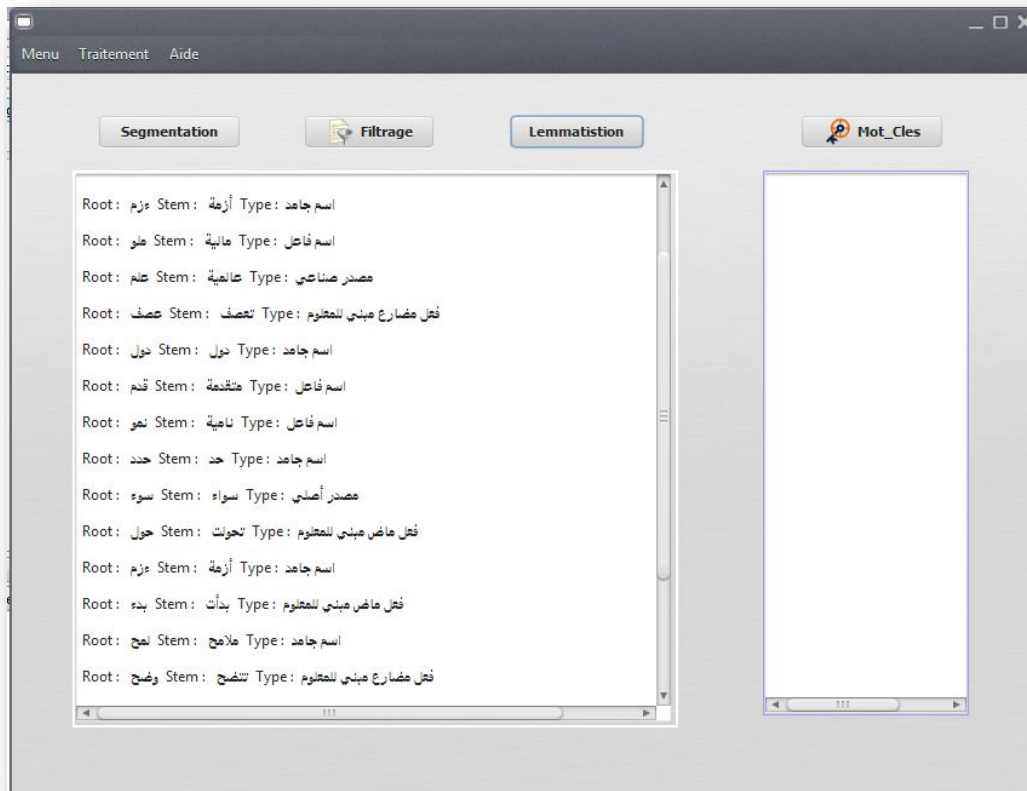 Menu Traitement Aide
Segmentation Filtrage Lemmatistion Mot_Cles
Root : ءزم Stem : أزمة Type : اسم جامد
Root : ملو Stem : مالية Type : اسم فاعل
Root : علم Stem : عالمية Type : مصدر صناعي
Root : عصف Stem : تعصف Type : فعل مضارع مبني للمعلوم
Root : دول Stem : دول Type : اسم جامد
Root : قدم Stem : متقدمة Type : اسم فاعل
Root : نمو Stem : نامية Type : اسم فاعل
Root : حدد Stem : حد Type : اسم جامد
Root : سوء Stem : سواء Type : مصدر أصلي
Root : حول Stem : تحولت Type : فعل ماض مبني للمعلوم
Root : ءزم Stem : أزمة Type : اسم جامد
Root : بدء Stem : بدأت Type : فعل ماض مبني للمعلوم
Root : لمح Stem : ملامح Type : اسم جامد
Root : وضح Stem : تتضح Type : فعل مضارع مبني للمعلوم